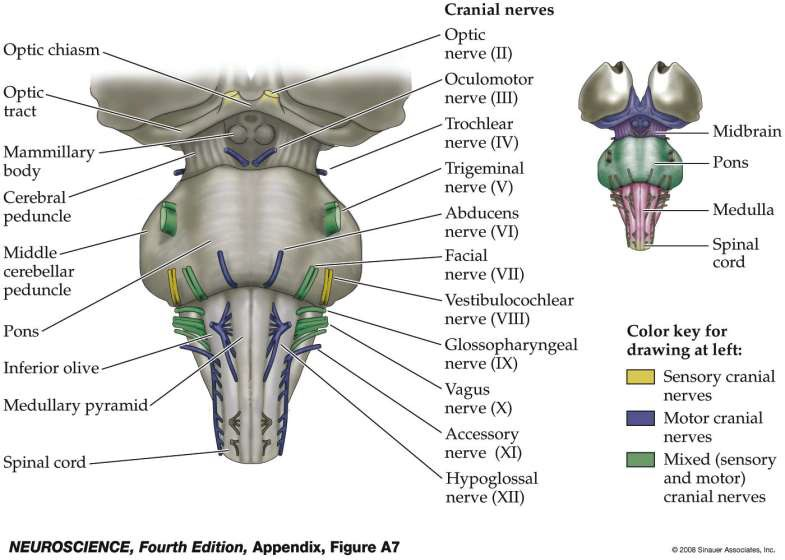 Cranial nerves
Optic chiasm
Optic
tract
Mammillary
body
Cerebral
peduncle
Middle
cerebellar
peduncle
Pons
Inferior olive
Medullary pyramid
Spinal cord
Optic
nerve (II)
Oculomotor
nerve (III)
Trochlear
nerve (IV)
Trigeminal
nerve (V)
Abducens
nerve (VI)
Facial
nerve (VII)
Vestibulocochlear
nerve (VIII)
Glossopharyngeal
nerve (IX)
Vagus
nerve (X)
Accessory
nerve (XI)
Hypoglossal
nerve (XII)
Midbrain
Pons
Medulla
Spinal
cord
Color key for
drawing at left:
Sensory cranial
nerves
Motor cranial
nerves
Mixed (sensory
and motor)
cranial nerves
NEUROSCIENCE, Fourth Edition, Appendix, Figure A7
© 2008 Sinauer Associates, Inc.